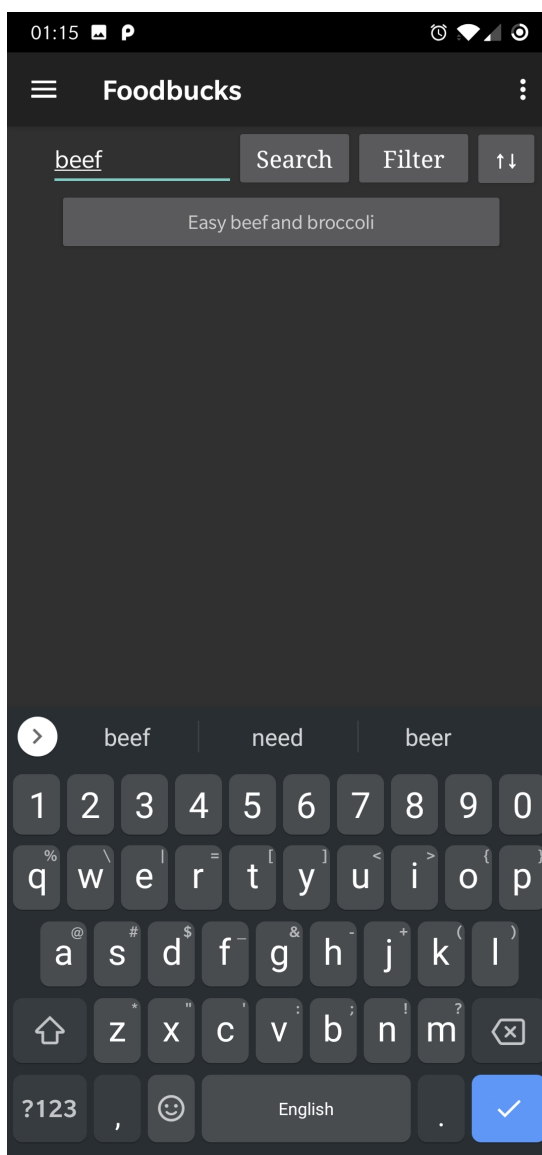 01:15
Foodbucks
beef Search Filter ↑↓
Easy beef and broccoli
beef need beer
1 2 3 4 5 6 7 8 9 0
% \ | = [ ] < > { }
q w e r t y u i o p
@ # $ _ & - + ( )
a s d f g h j k l
* " ' : ; ! ?
z x c v b n m
?123 , English .